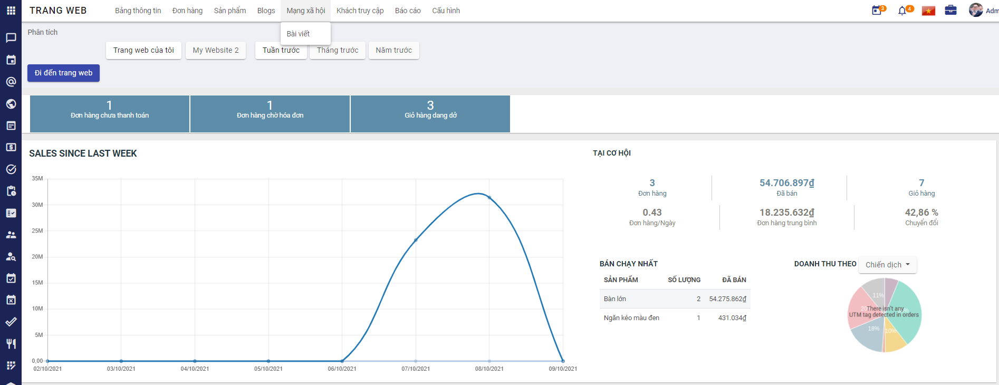 TRANG WEB
Bảng thông tin
Đơn hàng
Sản phẩm
Blogs
Mạng xã hội
Khách truy cập
Báo cáo
Cấu hình
3
4
Adm
Phân tích
Bài viết
Trang web của tôi
My Website 2
Tuần trước
Tháng trước
Năm trước
Đi đến trang web
1
Đơn hàng chưa thanh toán
1
Đơn hàng chờ hóa đơn
3
Giỏ hàng dang dở
SALES SINCE LAST WEEK
35M
30M
25M
20M
15M
10M
5M
0,00
02/10/2021
03/10/2021
04/10/2021
05/10/2021
06/10/2021
07/10/2021
08/10/2021
09/10/2021
TẠI CƠ HỘI
3
Đơn hàng
54.706.897₫
Đã bán
7
Giỏ hàng
0.43
Đơn hàng/Ngày
18.235.632₫
Đơn hàng trung bình
42,86 %
Chuyển đổi
BÁN CHẠY NHẤT
SẢN PHẨM SỐ LƯỢNG ĐÃ BÁN
Bàn lớn 2 54.275.862₫
Ngăn kéo màu đen 1 431.034₫
DOANH THU THEO
Chiến dịch
11%
There isn't any
UTM tag detected in orders
18%
10%